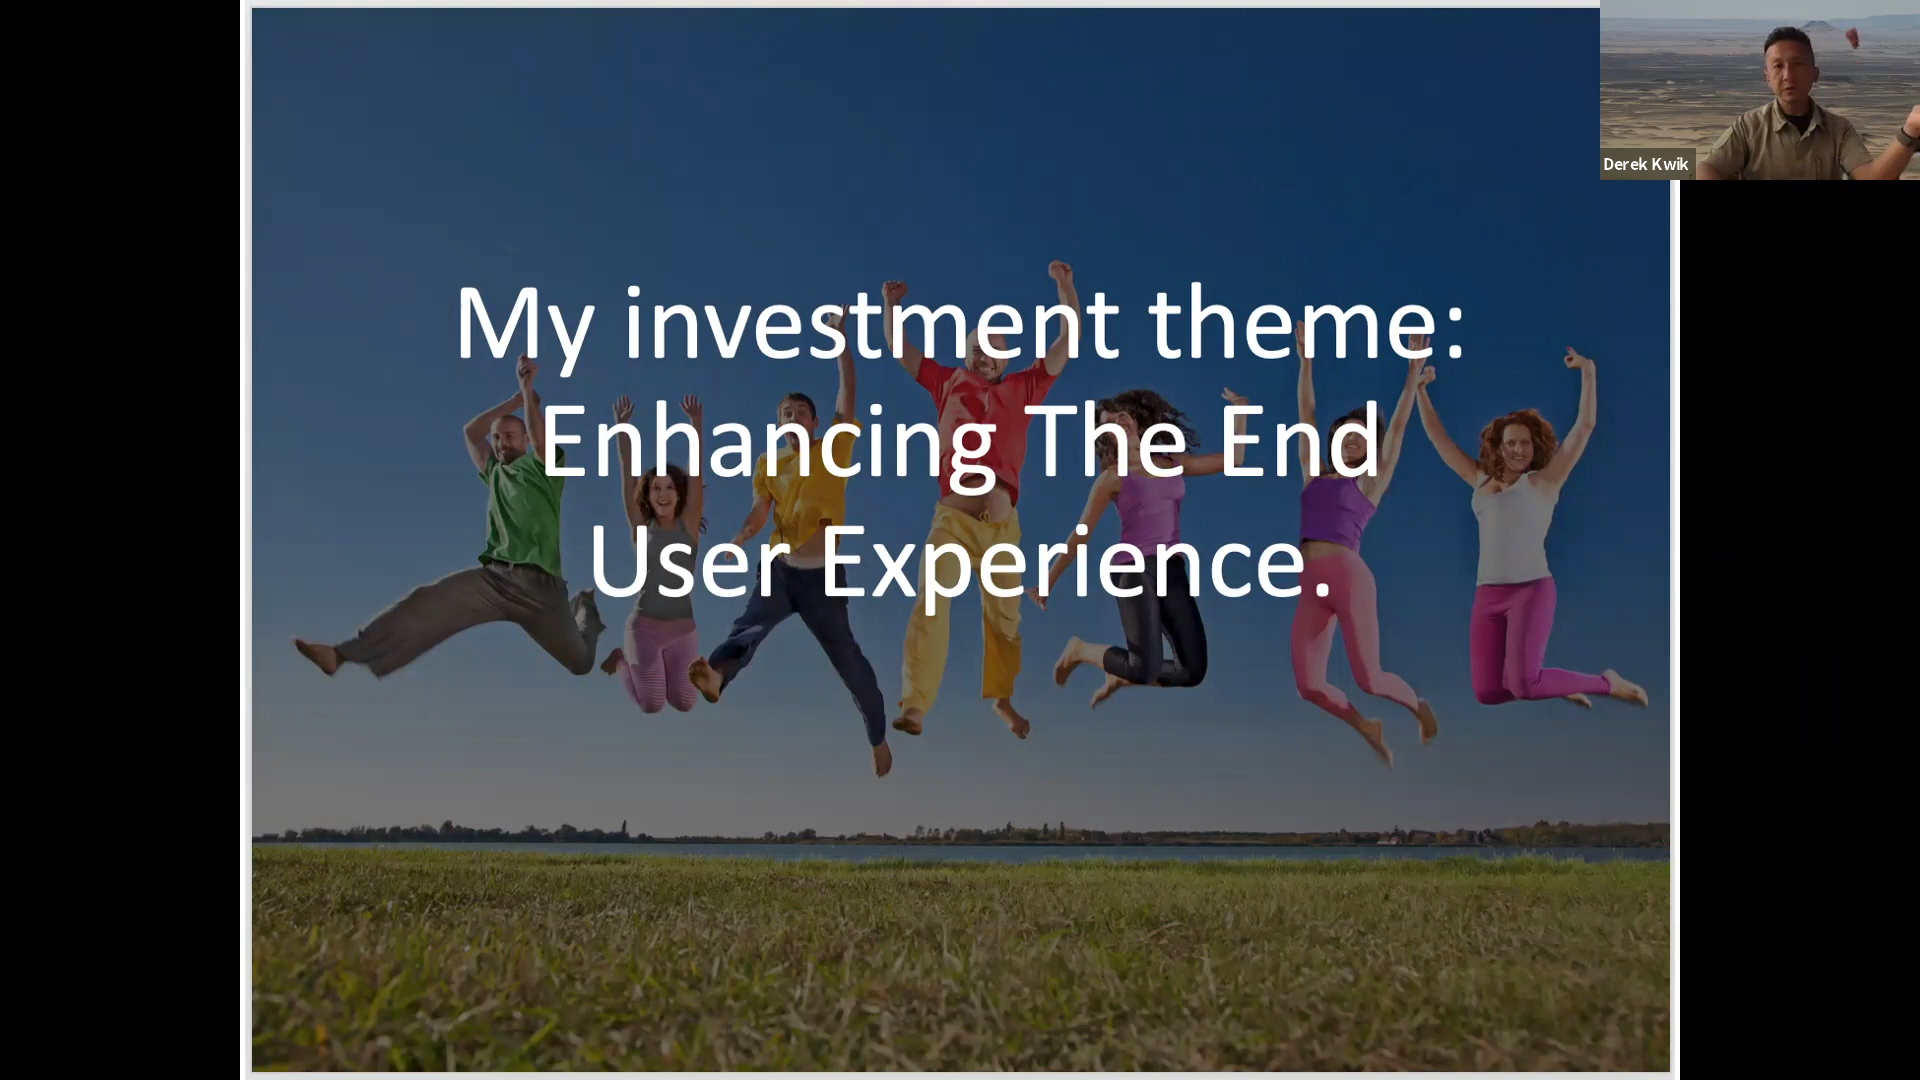 My investment theme:
Enhancing The End
User Experience.
Derek Kwik